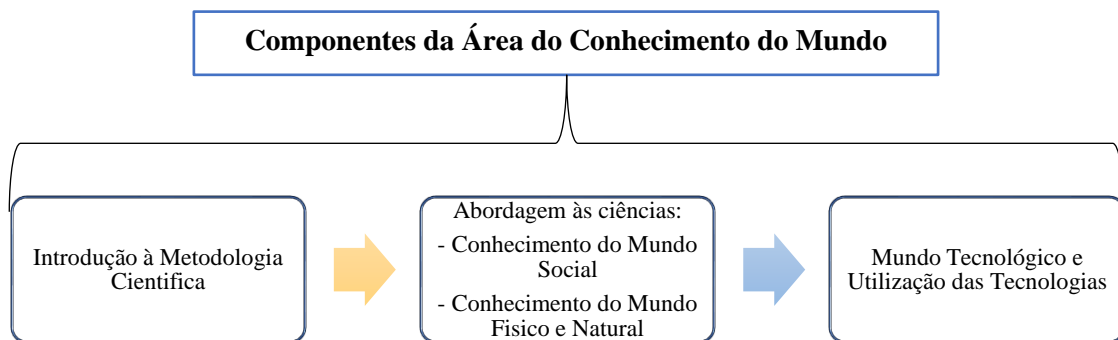 Componentes da Área do Conhecimento do Mundo
Introdução à Metodologia
Cientifica
Abordagem às ciências:
- Conhecimento do Mundo
Social
- Conhecimento do Mundo
Fisico e Natural
Mundo Tecnológico e
Utilização das Tecnologias